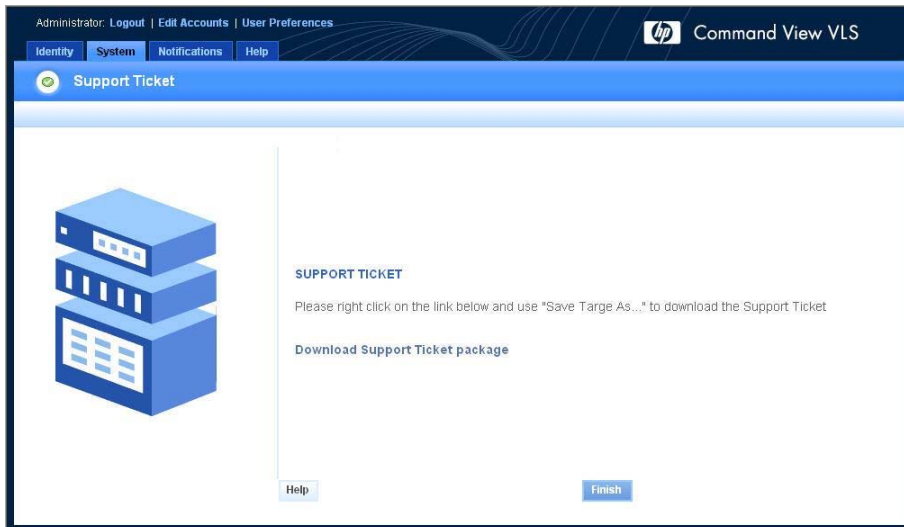 Administrator: Logout | Edit Accounts | User Preferences
hp Command View VLS
Identity System Notifications Help
Support Ticket
SUPPORT TICKET
Please right click on the link below and use "Save Targe As..." to download the Support Ticket
Download Support Ticket package
Help Finish